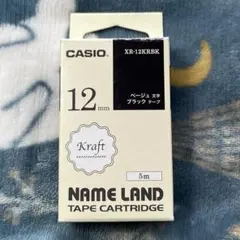 CASIO
XR-12KRBK
12mm
ベージュ 文字
ブラック テープ
Kraft
5m
NAME LAND
TAPE CARTRIDGE